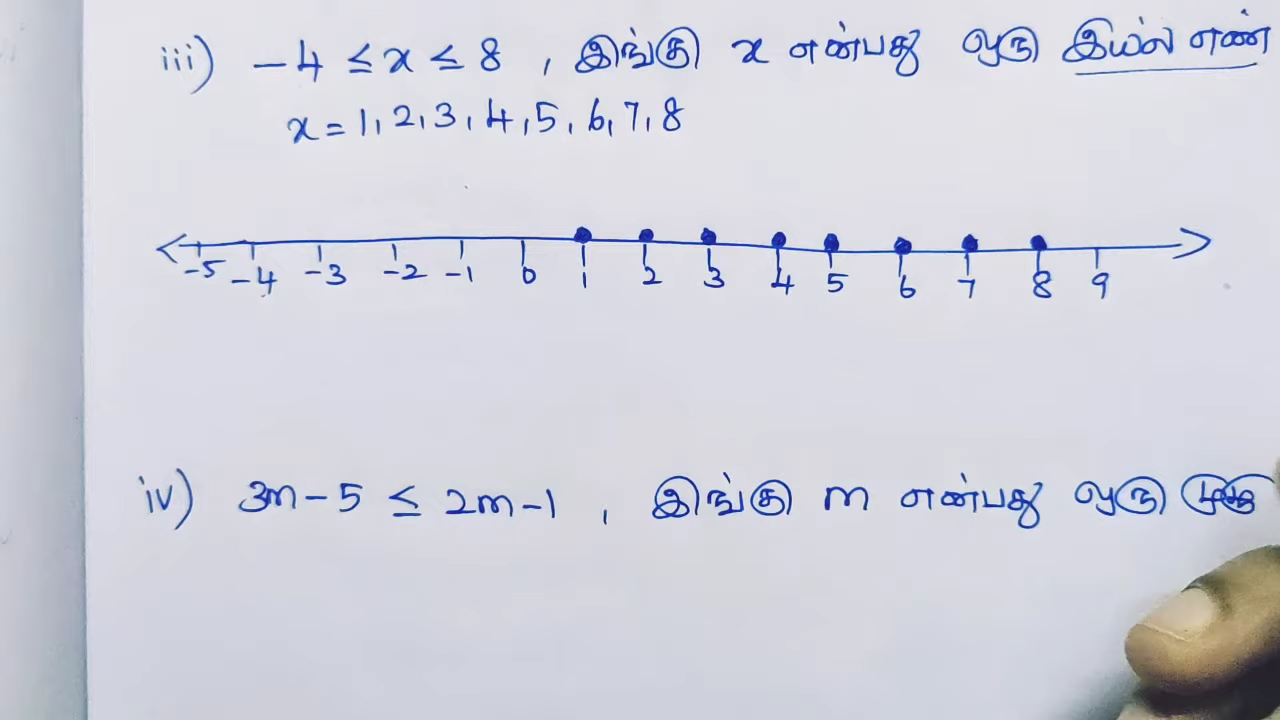 iii) -4 ≤ x ≤ 8 , இங்கு x என்பது ஒரு இயல் எண்
x = 1, 2, 3, 4, 5, 6, 7, 8
-5 -4 -3 -2 -1 0 1 2 3 4 5 6 7 8 9
iv) 3m - 5 ≤ 2m - 1 , இங்கு m என்பது ஒரு முழு